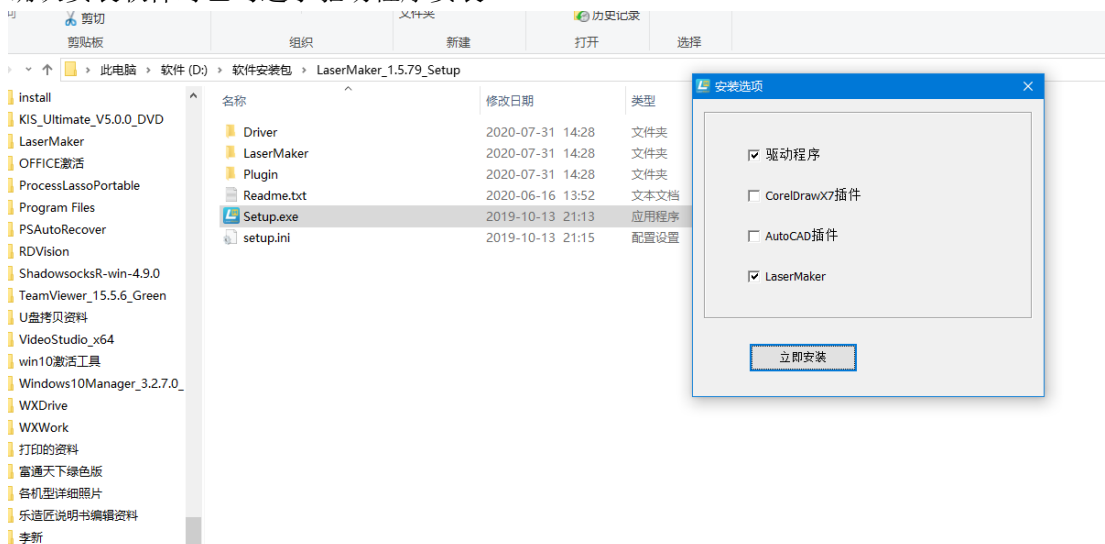 剪切
文件夹
历史记录
剪贴板
组织
新建
打开
选择
此电脑 › 软件 (D:) › 软件安装包 › LaserMaker_1.5.79_Setup
install
KIS_Ultimate_V5.0.0_DVD
LaserMaker
OFFICE激活
ProcessLassoPortable
Program Files
PSAutoRecover
RDVision
ShadowsocksR-win-4.9.0
TeamViewer_15.5.6_Green
U盘拷贝资料
VideoStudio_x64
win10激活工具
Windows10Manager_3.2.7.0_
WXDrive
WXWork
打印的资料
富通天下绿色版
各机型详细照片
乐造匠说明书编辑资料
李新
名称 修改日期 类型
Driver 2020-07-31 14:28 文件夹
LaserMaker 2020-07-31 14:28 文件夹
Plugin 2020-07-31 14:28 文件夹
Readme.txt 2020-06-16 13:52 文本文档
Setup.exe 2019-10-13 21:13 应用程序
setup.ini 2019-10-13 21:15 配置设置
安装选项
驱动程序
CorelDrawX7插件
AutoCAD插件
LaserMaker
立即安装